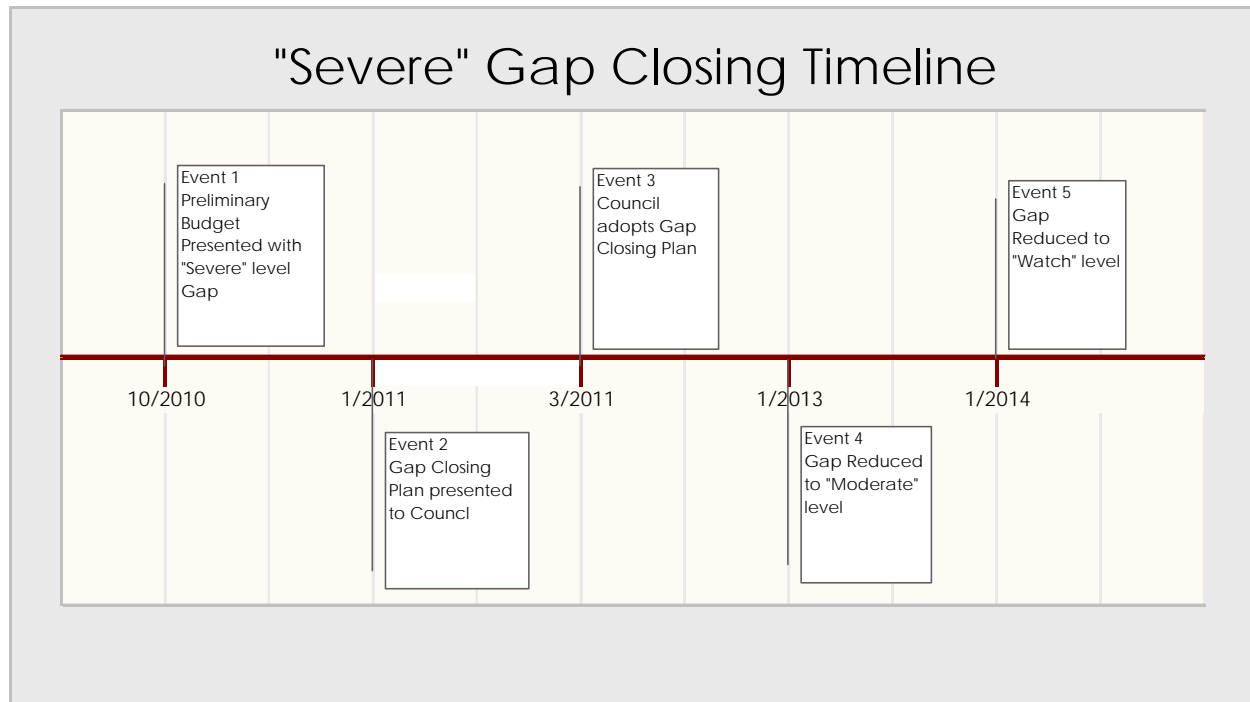 "Severe" Gap Closing Timeline
Event 1
Preliminary
Budget
Presented with
"Severe" level
Gap
Event 3
Council
adopts Gap
Closing Plan
Event 5
Gap
Reduced to
"Watch" level
10/2010
1/2011
3/2011
1/2013
1/2014
Event 2
Gap Closing
Plan presented
to Councl
Event 4
Gap Reduced
to "Moderate"
level